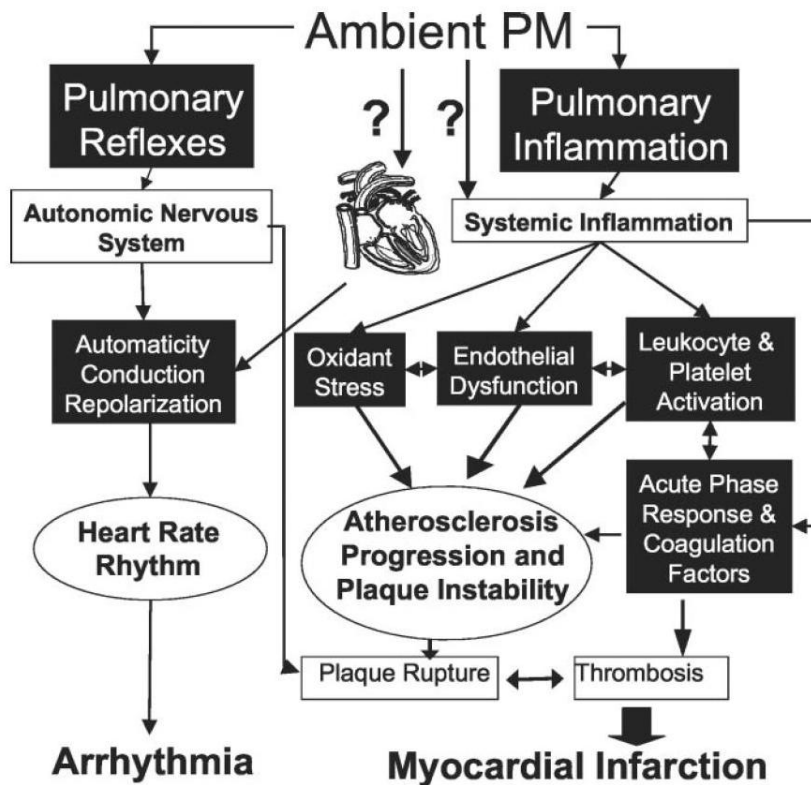 Ambient PM
Pulmonary
Reflexes
?
?
Pulmonary
Inflammation
Autonomic Nervous
System
Systemic Inflammation
Automaticity
Conduction
Repolarization
Oxidant
Stress
Endothelial
Dysfunction
Leukocyte &
Platelet
Activation
Heart Rate
Rhythm
Atherosclerosis
Progression and
Plaque Instability
Acute Phase
Response &
Coagulation
Factors
Plaque Rupture
Thrombosis
Arrhythmia
Myocardial Infarction